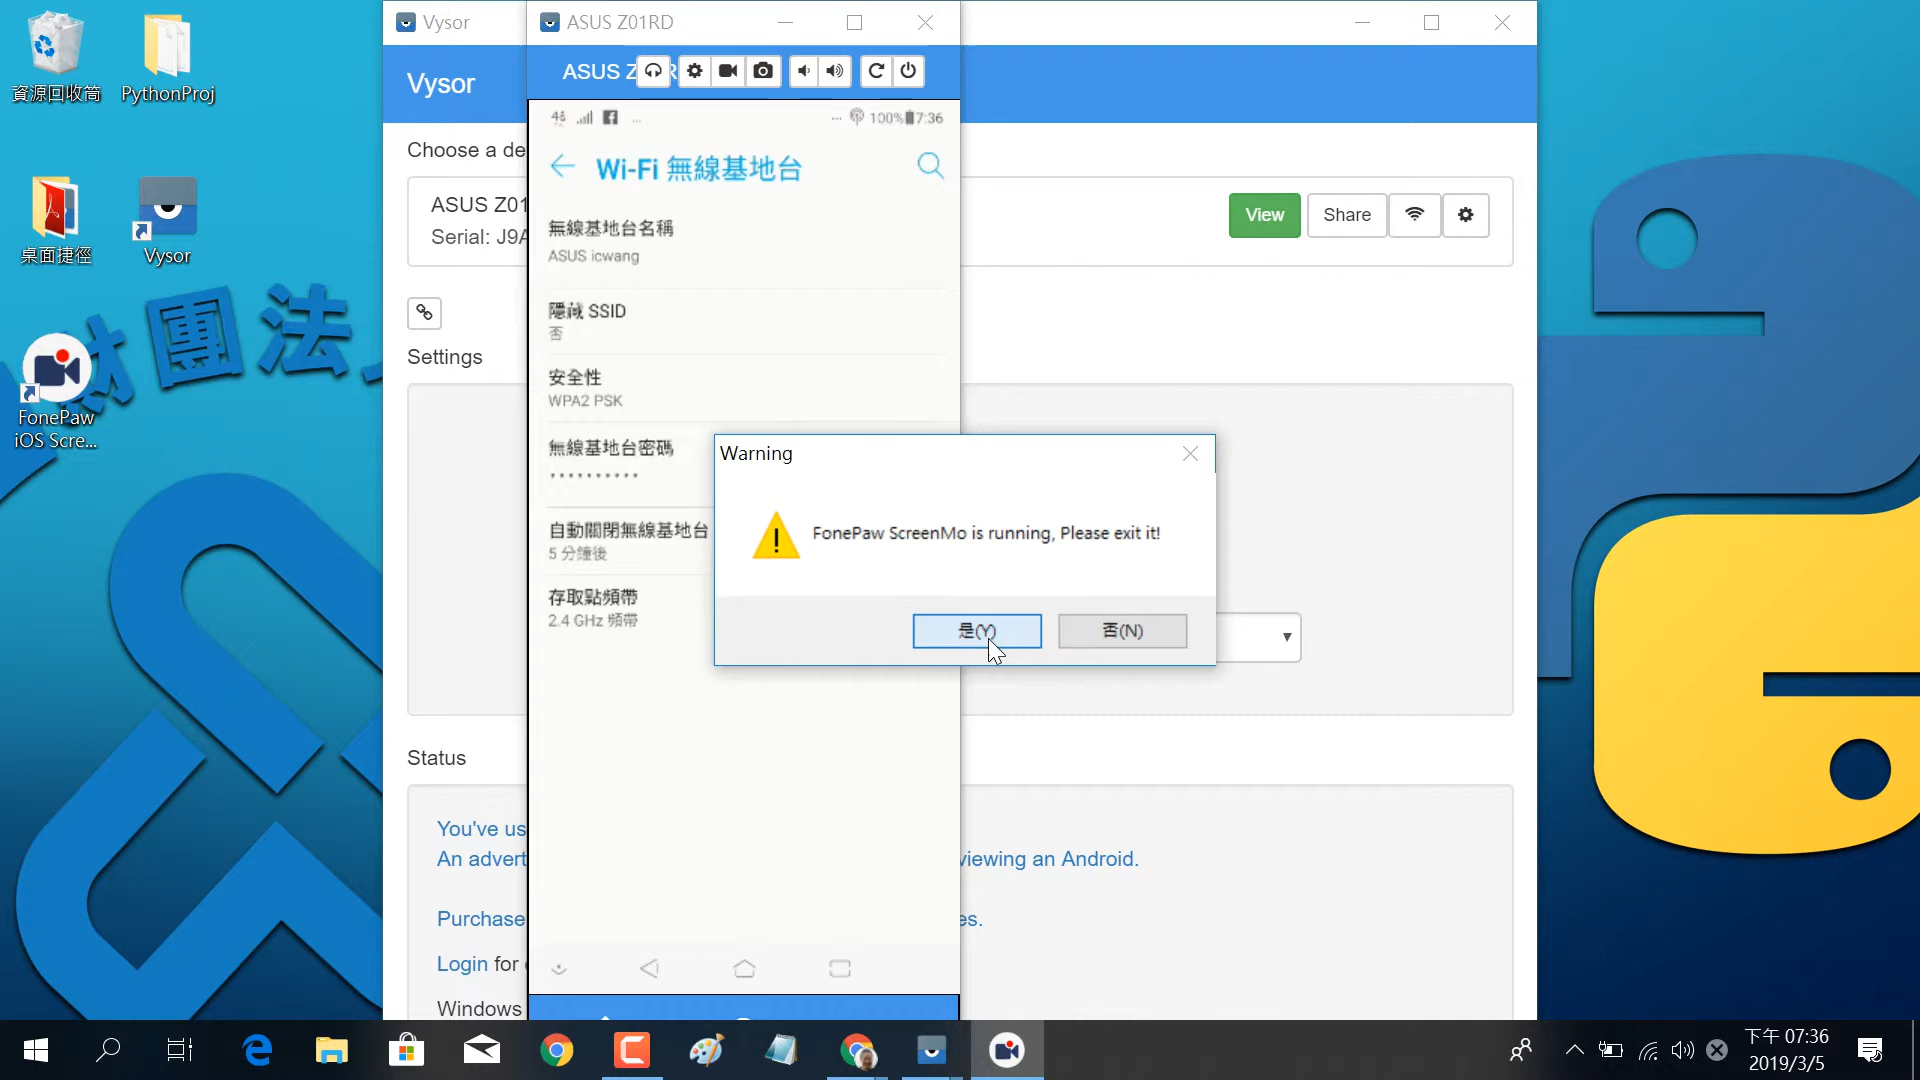 資源回收筒
PythonProj
桌面捷徑
Vysor
財團法
FonePaw
iOS Scre...
Vysor
Vysor
Choose a de
ASUS Z01
Serial: J9A
View
Share
Settings
Status
You've us
An advert
viewing an Android.
Purchase
es.
Login for
Windows
ASUS Z01RD
ASUS Z
R
...
... 100% 7:36
Wi-Fi 無線基地台
無線基地台名稱
ASUS icwang
隱藏 SSID
否
安全性
WPA2 PSK
無線基地台密碼
••••••••••
自動關閉無線基地台
5 分鐘後
存取點頻帶
2.4 GHz 頻帶
Warning
FonePaw ScreenMo is running, Please exit it!
是(Y)
否(N)
下午 07:36
2019/3/5